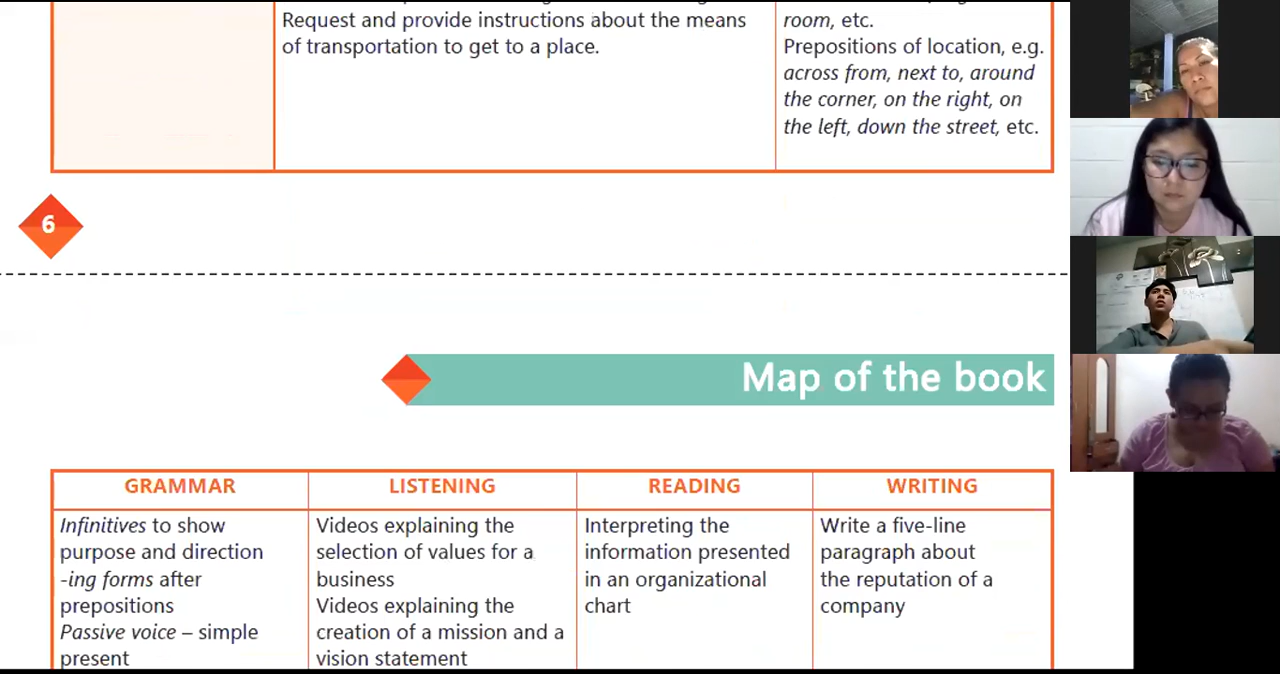 Request and provide instructions about the means
of transportation to get to a place.
room, etc.
Prepositions of location, e.g.
across from, next to, around
the corner, on the right, on
the left, down the street, etc.
6
Map of the book
GRAMMAR
Infinitives to show
purpose and direction
-ing forms after
prepositions
Passive voice – simple
present
LISTENING
Videos explaining the
selection of values for a
business
Videos explaining the
creation of a mission and a
vision statement
READING
Interpreting the
information presented
in an organizational
chart
WRITING
Write a five-line
paragraph about
the reputation of a
company